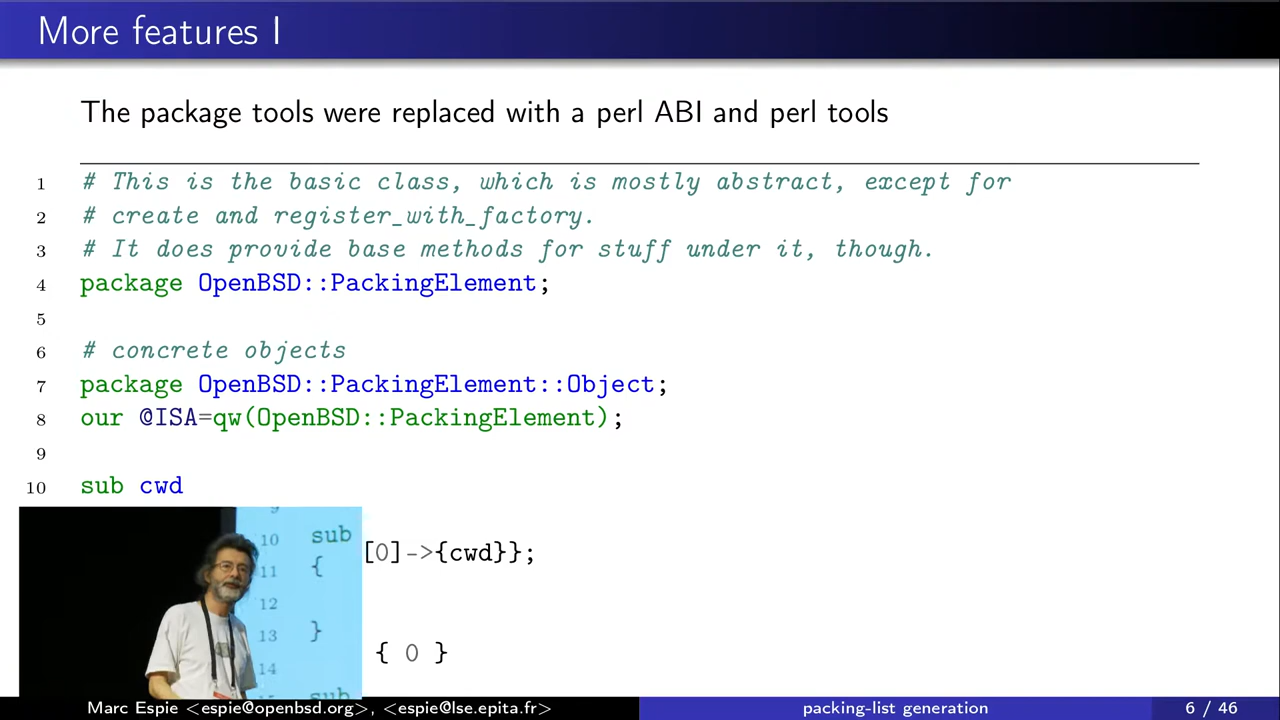 More features I
The package tools were replaced with a perl ABI and perl tools
1 # This is the basic class, which is mostly abstract, except for
2 # create and register_with_factory.
3 # It does provide base methods for stuff under it, though.
4 package OpenBSD::PackingElement;
5
6 # concrete objects
7 package OpenBSD::PackingElement::Object;
8 our @ISA=qw(OpenBSD::PackingElement);
9
10 sub cwd
[0]->{cwd}};
{ 0 }
10 sub
11 {
12
13 }
14
sub
Marc Espie <espie@openbsd.org>, <espie@lse.epita.fr> packing-list generation 6 / 46